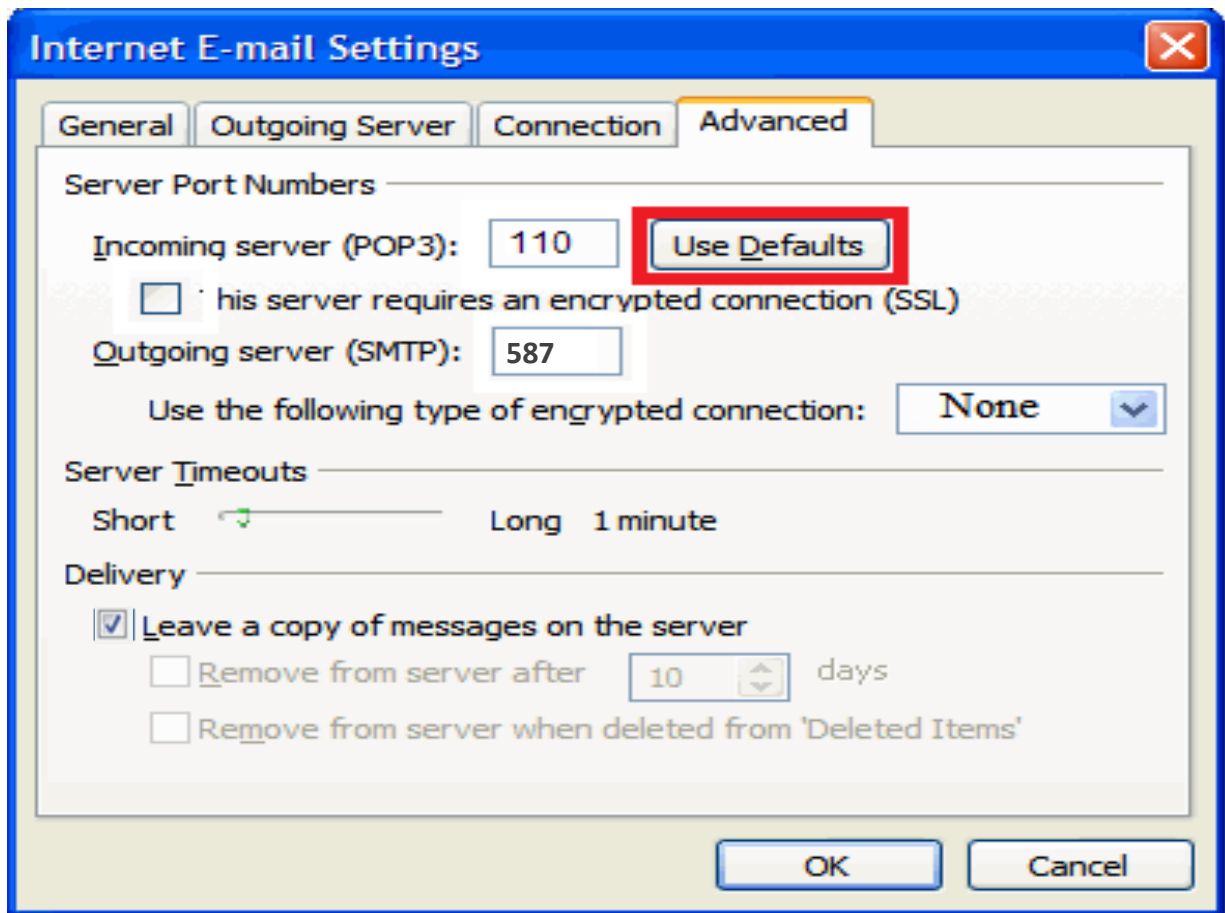 Internet E-mail Settings
General Outgoing Server Connection Advanced
Server Port Numbers
Incoming server (POP3): 110 Use Defaults
his server requires an encrypted connection (SSL)
Outgoing server (SMTP): 587
Use the following type of encrypted connection: None
Server Timeouts
Short Long 1 minute
Delivery
Leave a copy of messages on the server
Remove from server after 10 days
Remove from server when deleted from 'Deleted Items'
OK Cancel